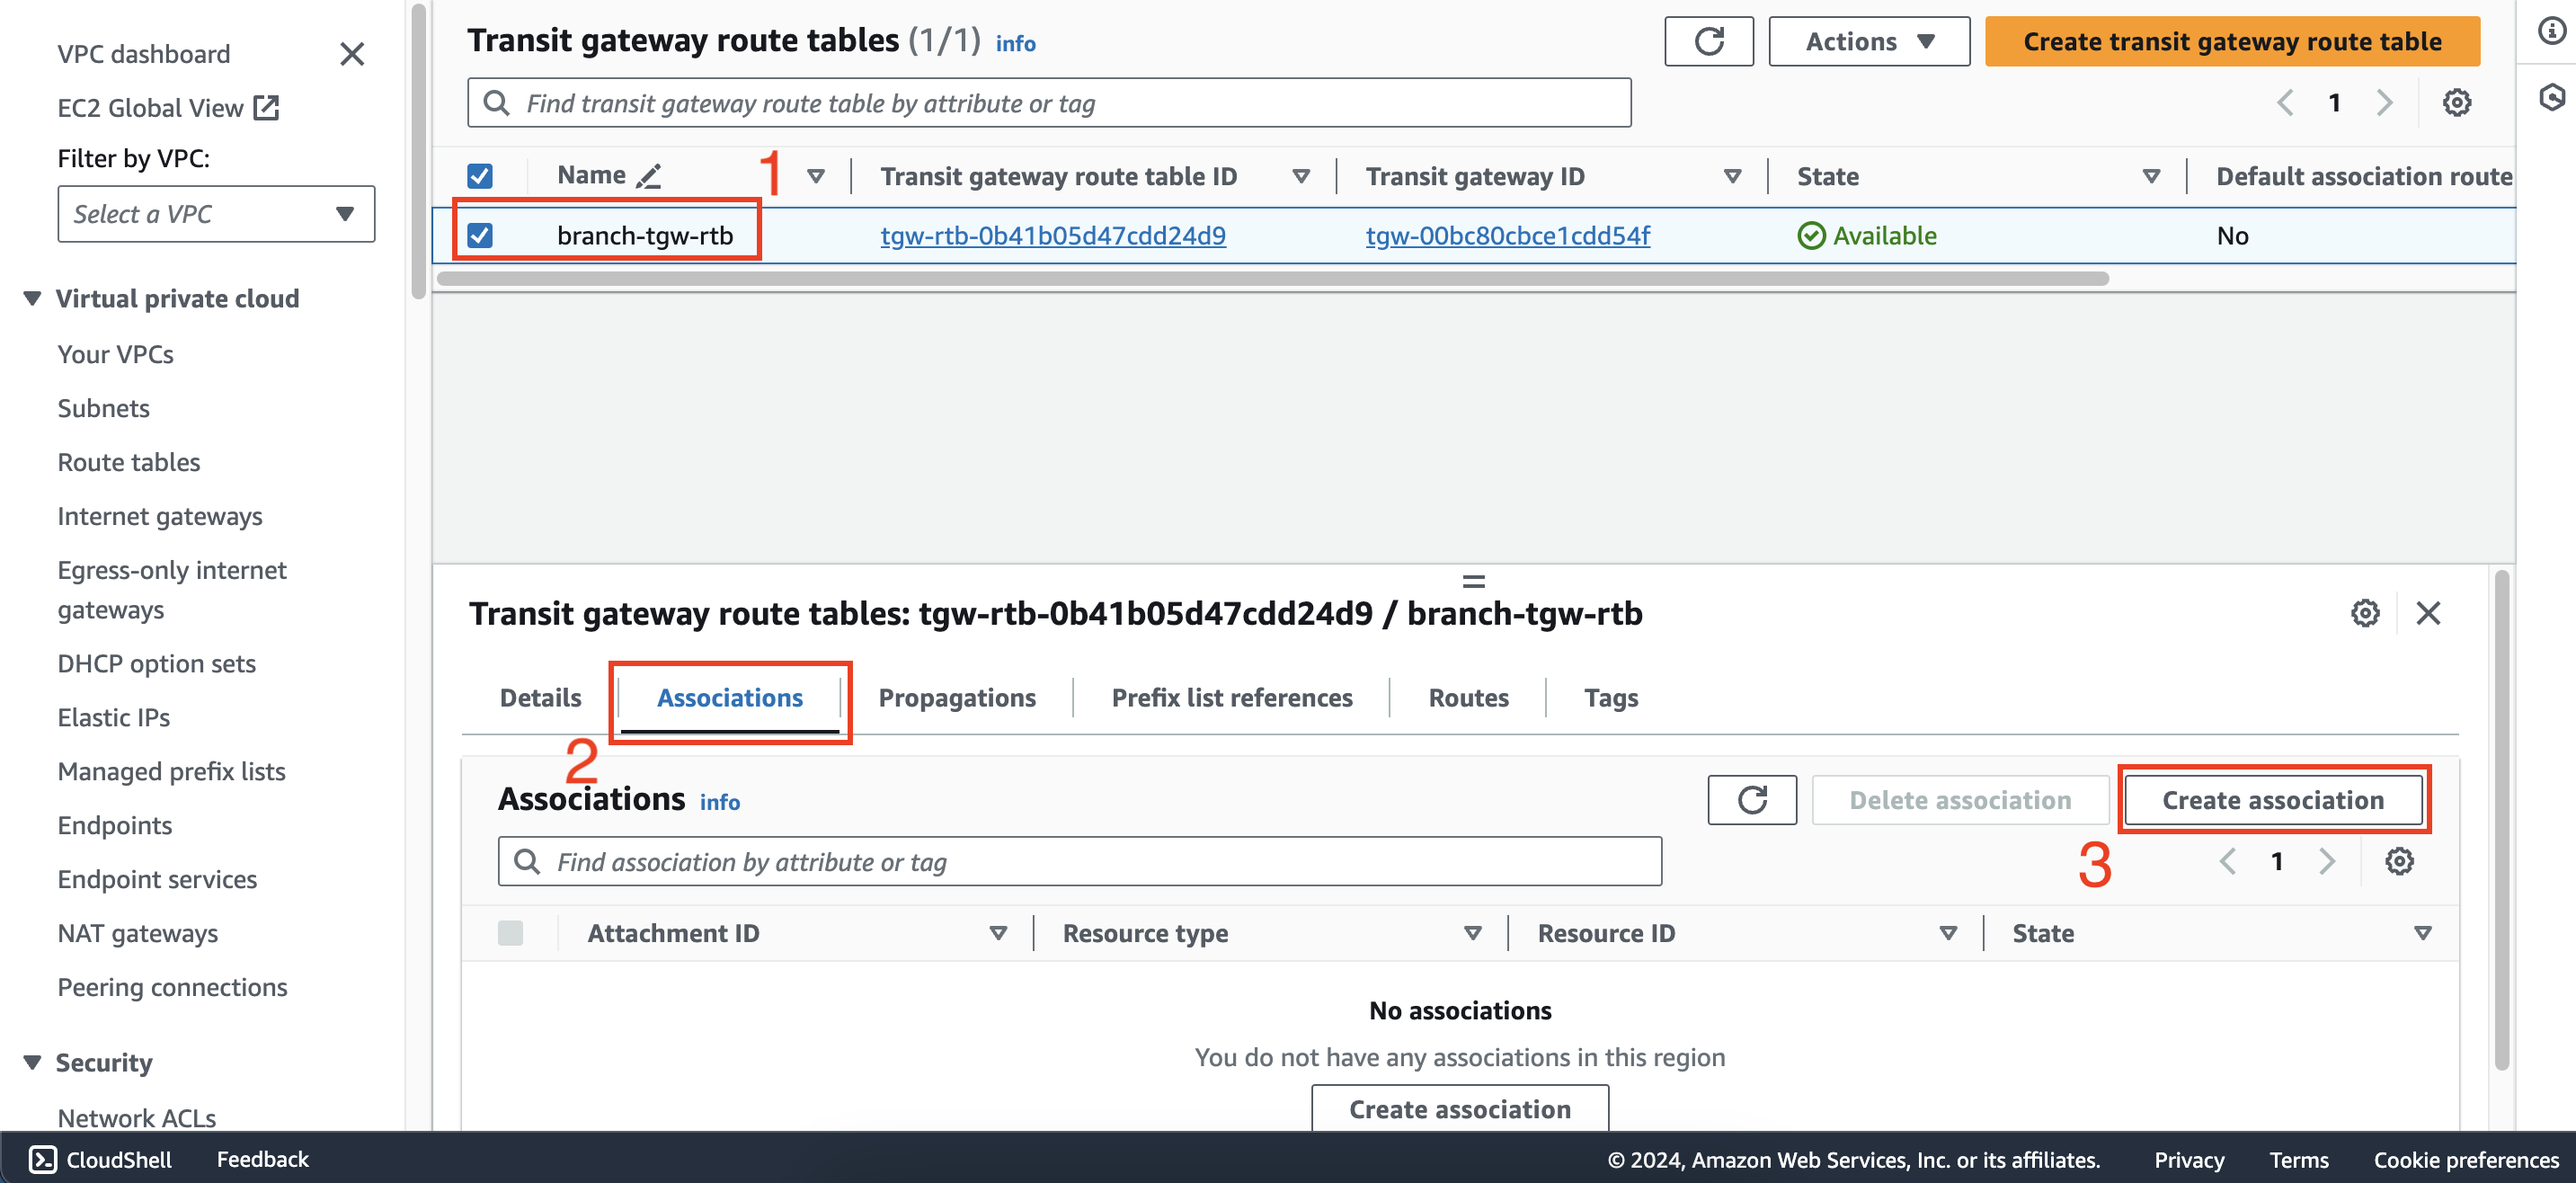 VPC dashboard
EC2 Global View
Filter by VPC:
Select a VPC
Virtual private cloud
Your VPCs
Subnets
Route tables
Internet gateways
Egress-only internet
gateways
DHCP option sets
Elastic IPs
Managed prefix lists
Endpoints
Endpoint services
NAT gateways
Peering connections
Security
Network ACLs
Transit gateway route tables (1/1) info
Actions
Create transit gateway route table
Find transit gateway route table by attribute or tag
1
Name 1 Transit gateway route table ID Transit gateway ID State Default association route
branch-tgw-rtb tgw-rtb-0b41b05d47cdd24d9 tgw-00bc80cbce1cdd54f Available No
Transit gateway route tables: tgw-rtb-0b41b05d47cdd24d9 / branch-tgw-rtb
Details Associations Propagations Prefix list references Routes Tags
2
Associations info
Delete association
Create association
Find association by attribute or tag
3
1
Attachment ID Resource type Resource ID State
No associations
You do not have any associations in this region
Create association
CloudShell Feedback © 2024, Amazon Web Services, Inc. or its affiliates. Privacy Terms Cookie preferences